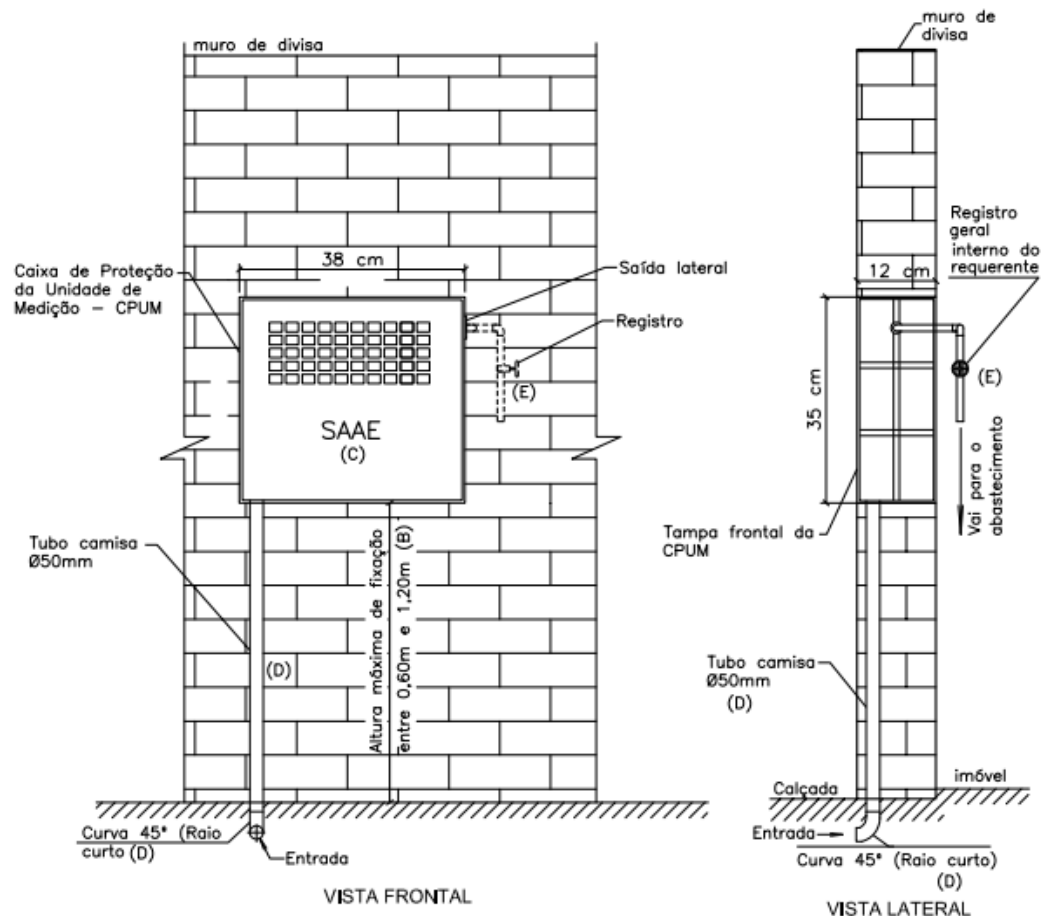 muro de divisa
38 cm
Caixa de Proteção
da Unidade de
Medição – CPUM
Saída lateral
Registro
(E)
SAAE
(C)
Tubo camisa
Ø50mm
(D)
Altura máxima de fixação
entre 0,60m e 1,20m (B)
Curva 45° (Raio
curto (D)
Entrada
VISTA FRONTAL
muro de
divisa
Registro
geral
interno do
requerente
12 cm
35 cm
(E)
Vai para o
abastecimento
Tampa frontal da
CPUM
Tubo camisa
Ø50mm
(D)
Calçada
imóvel
Entrada
Curva 45° (Raio curto)
(D)
VISTA LATERAL